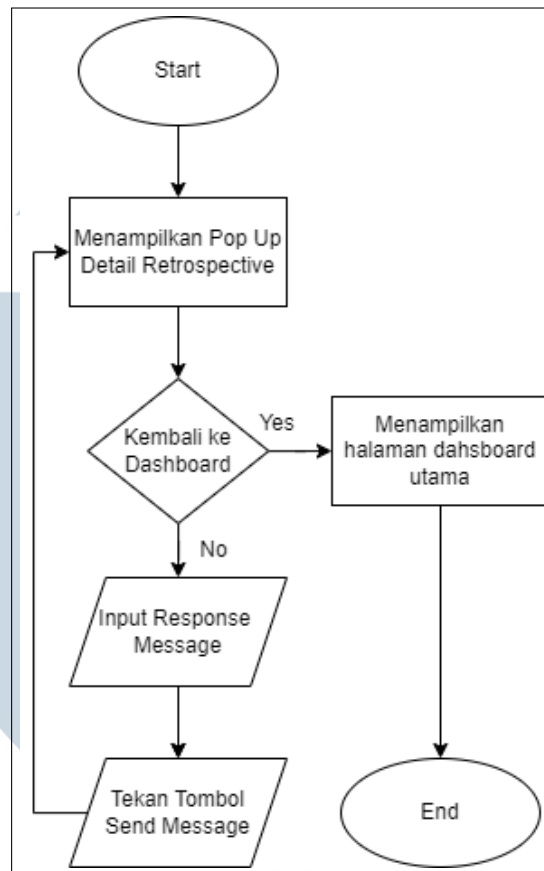 Start
Menampilkan Pop Up
Detail Retrospective
Kembali ke
Dashboard
Yes
Menampilkan
halaman dahsboard
utama
No
Input Response
Message
Tekan Tombol
Send Message
End